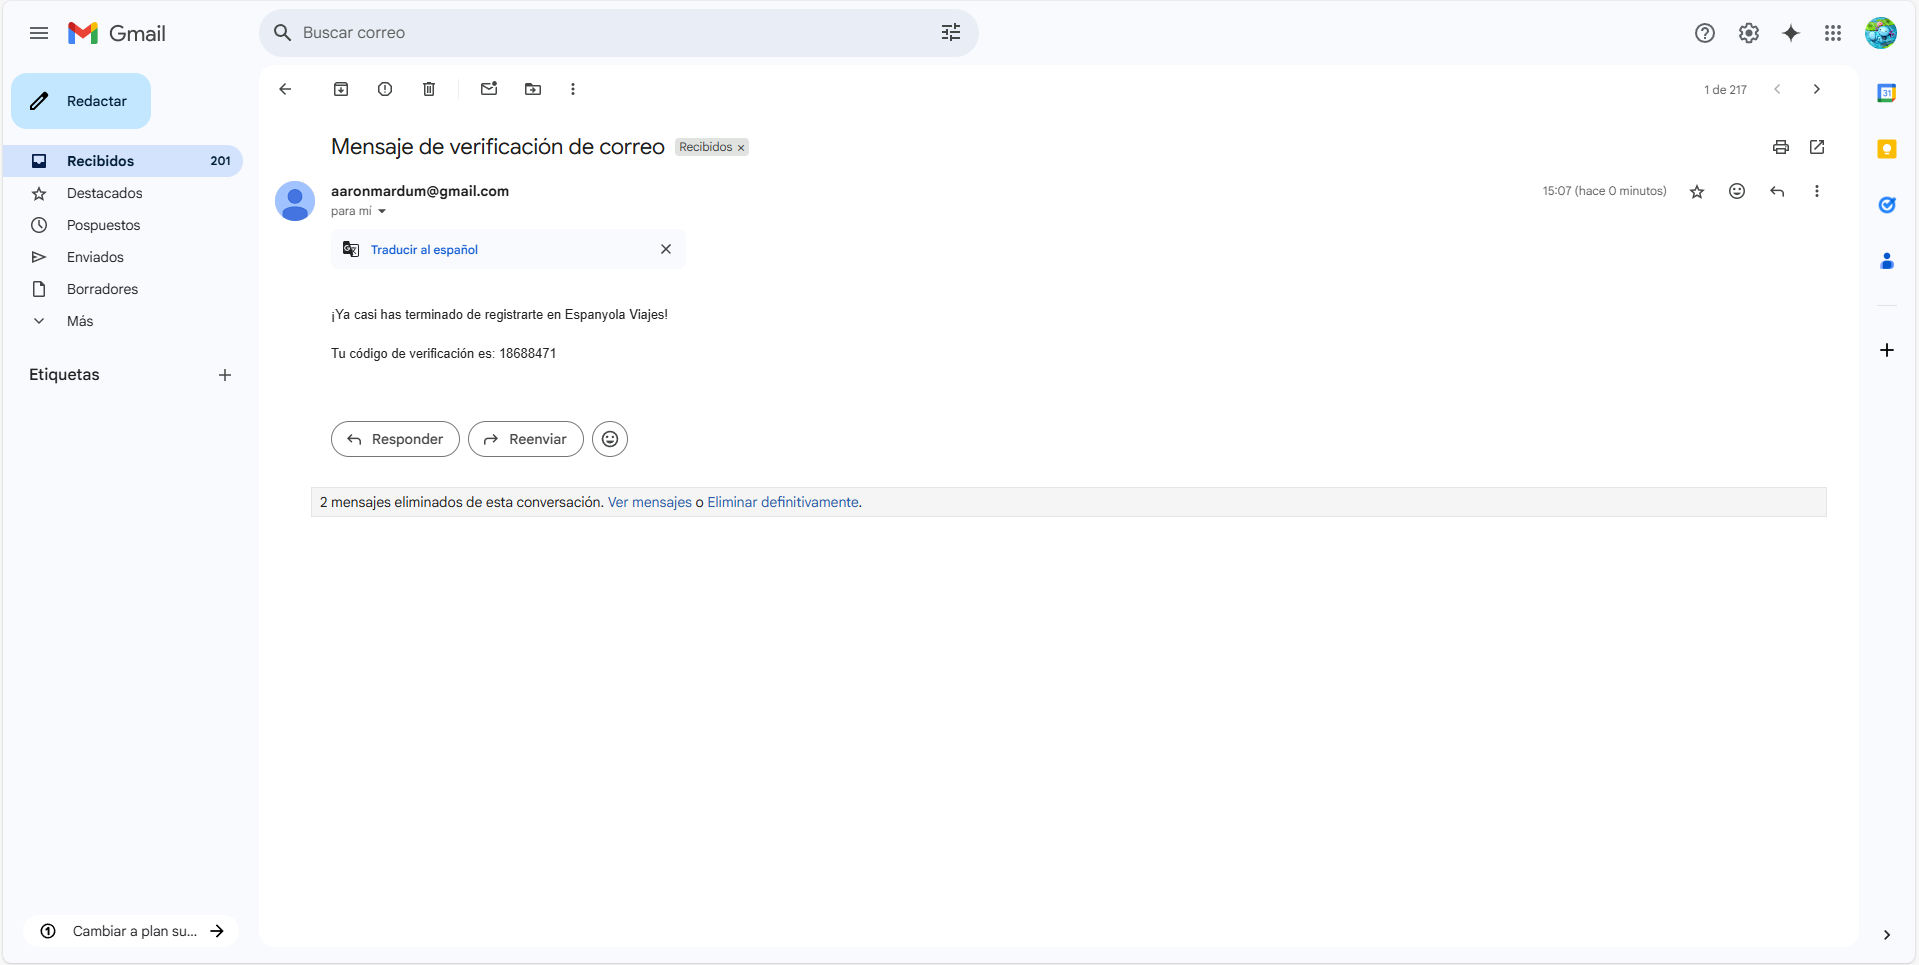 Gmail
Buscar correo
Redactar
1 de 217
Recibidos 201
Destacados
Pospuestos
Enviados
Borradores
Más
Etiquetas
Mensaje de verificación de correo Recibidos ×
aaronmardum@gmail.com 15:07 (hace 0 minutos)
para mí
Traducir al español
¡Ya casi has terminado de registrarte en Espanyola Viajes!
Tu código de verificación es: 18688471
Responder Reenviar
2 mensajes eliminados de esta conversación. Ver mensajes o Eliminar definitivamente.
Cambiar a plan su...
31